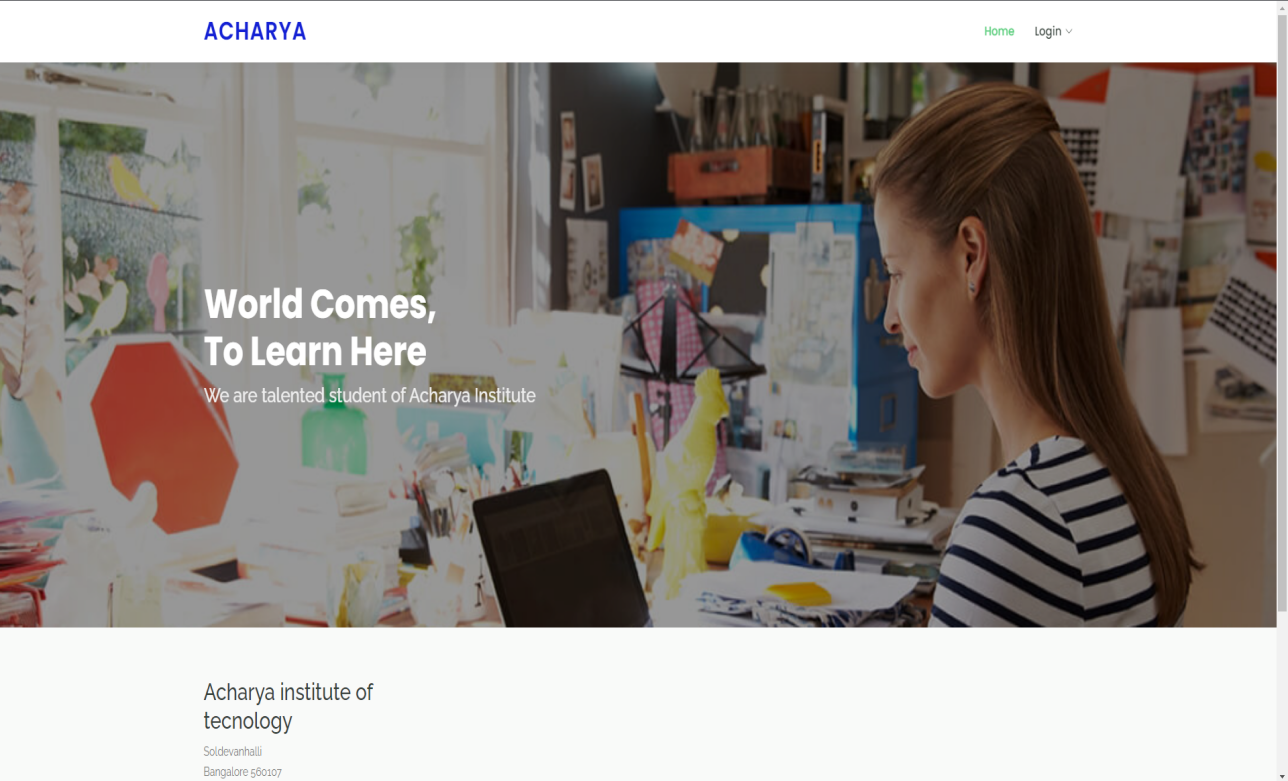 ACHARYA
Home
Login
World Comes,
To Learn Here
We are talented student of Acharya Institute
Acharya institute of
tecnology
Soldevanhalli
Bangalore 560107